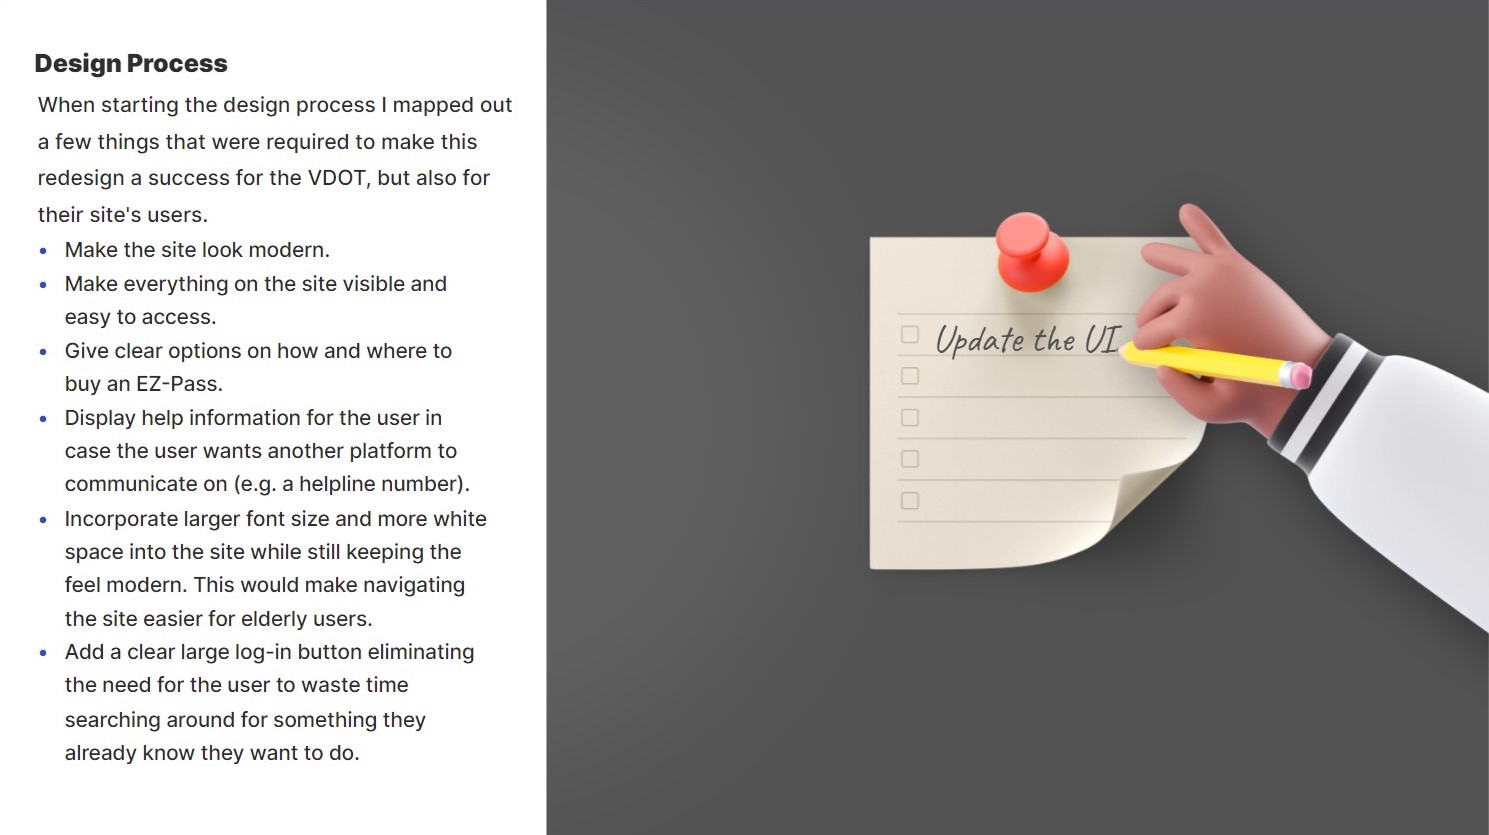 Design Process
When starting the design process I mapped out
a few things that were required to make this
redesign a success for the VDOT, but also for
their site's users.
• Make the site look modern.
• Make everything on the site visible and
easy to access.
• Give clear options on how and where to
buy an EZ-Pass.
• Display help information for the user in
case the user wants another platform to
communicate on (e.g. a helpline number).
• Incorporate larger font size and more white
space into the site while still keeping the
feel modern. This would make navigating
the site easier for elderly users.
• Add a clear large log-in button eliminating
the need for the user to waste time
searching around for something they
already know they want to do.
Update the UI